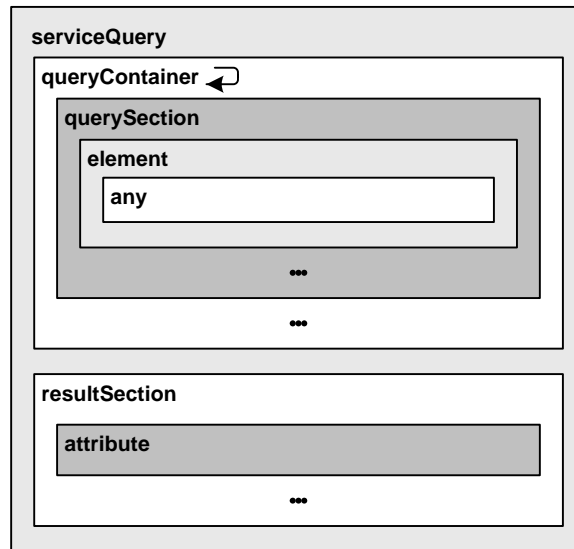 serviceQuery
queryContainer
querySection
element
any
...
...
resultSection
attribute
...